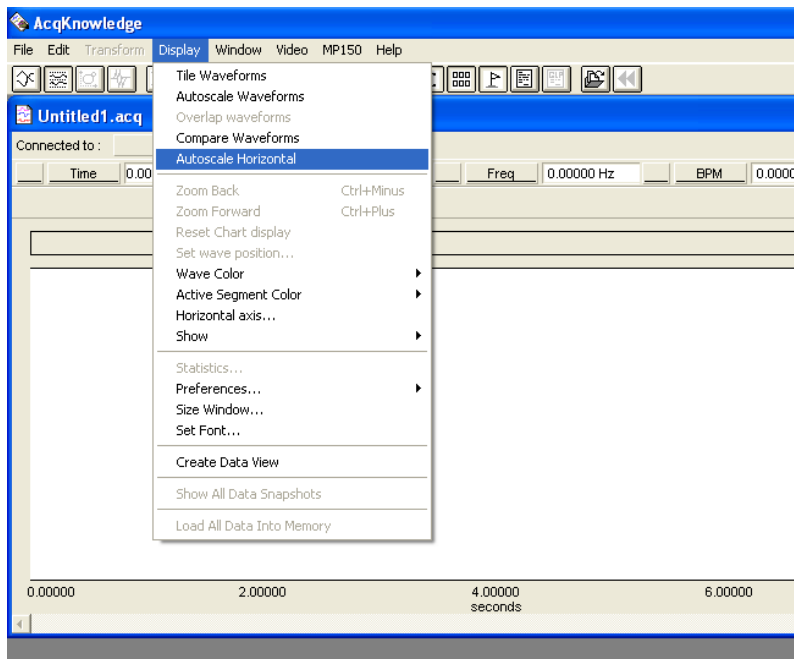 AcqKnowledge
File Edit Transform Display Window Video MP150 Help
Untitled1.acq
Connected to :
Time 0.00 Freq 0.00000 Hz BPM 0.0000
Tile Waveforms
Autoscale Waveforms
Overlap waveforms
Compare Waveforms
Autoscale Horizontal
Zoom Back Ctrl+Minus
Zoom Forward Ctrl+Plus
Reset Chart display
Set wave position...
Wave Color
Active Segment Color
Horizontal axis...
Show
Statistics...
Preferences...
Size Window...
Set Font...
Create Data View
Show All Data Snapshots
Load All Data Into Memory
0.00000 2.00000 4.00000 6.00000
seconds